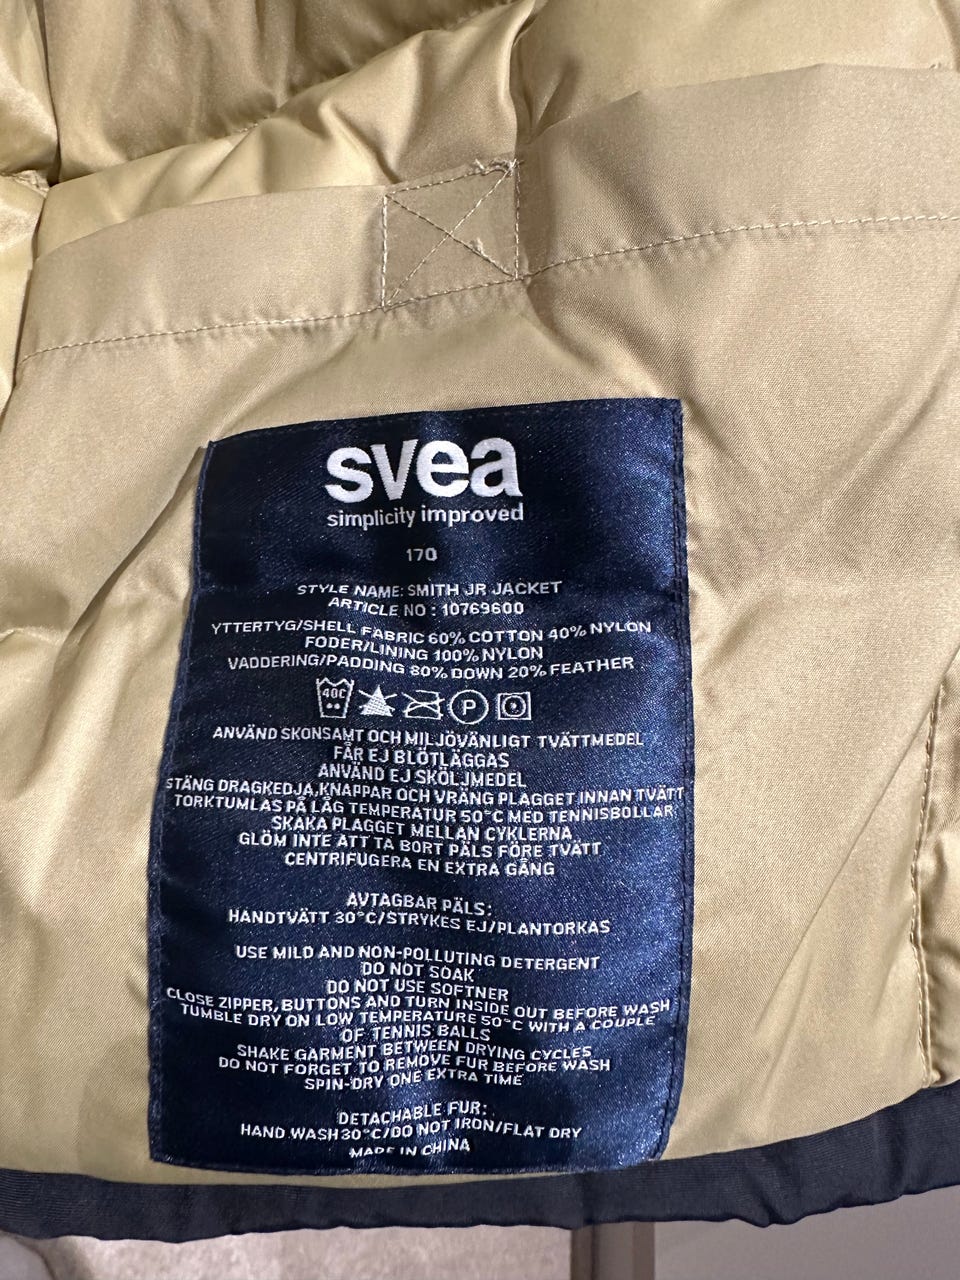 svea
simplicity improved
170
STYLE NAME: SMITH JR JACKET
ARTICLE NO : 10769600
YTTERTYG/SHELL FABRIC 60% COTTON 40% NYLON
FODER/LINING 100% NYLON
VADDERING/PADDING 80% DOWN 20% FEATHER
40C P
ANVÄND SKONSAMT OCH MILJÖVÄNLIGT TVÄTTMEDEL
FÅR EJ BLÖTLÄGGAS
ANVÄND EJ SKÖLJMEDEL
STÄNG DRAGKEDJA,KNAPPAR OCH VRÄNG PLAGGET INNAN TVÄTT
TORKTUMLAS PÅ LÅG TEMPERATUR 50°C MED TENNISBOLLAR
SKAKA PLAGGET MELLAN CYKLERNA
GLÖM INTE ATT TA BORT PÄLS FÖRE TVÄTT
CENTRIFUGERA EN EXTRA GÅNG
AVTAGBAR PÄLS:
HANDTVÄTT 30°C/STRYKES EJ/PLANTORKAS
USE MILD AND NON-POLLUTING DETERGENT
DO NOT SOAK
DO NOT USE SOFTNER
CLOSE ZIPPER,BUTTONS AND TURN INSIDE OUT BEFORE WASH
TUMBLE DRY ON LOW TEMPERATURE 50°C WITH A COUPLE
OF TENNIS BALLS
SHAKE GARMENT BETWEEN DRYING CYCLES
DO NOT FORGET TO REMOVE FUR BEFORE WASH
SPIN-DRY ONE EXTRA TIME
DETACHABLE FUR:
HAND WASH 30°C/DO NOT IRON/FLAT DRY
MADE IN CHINA